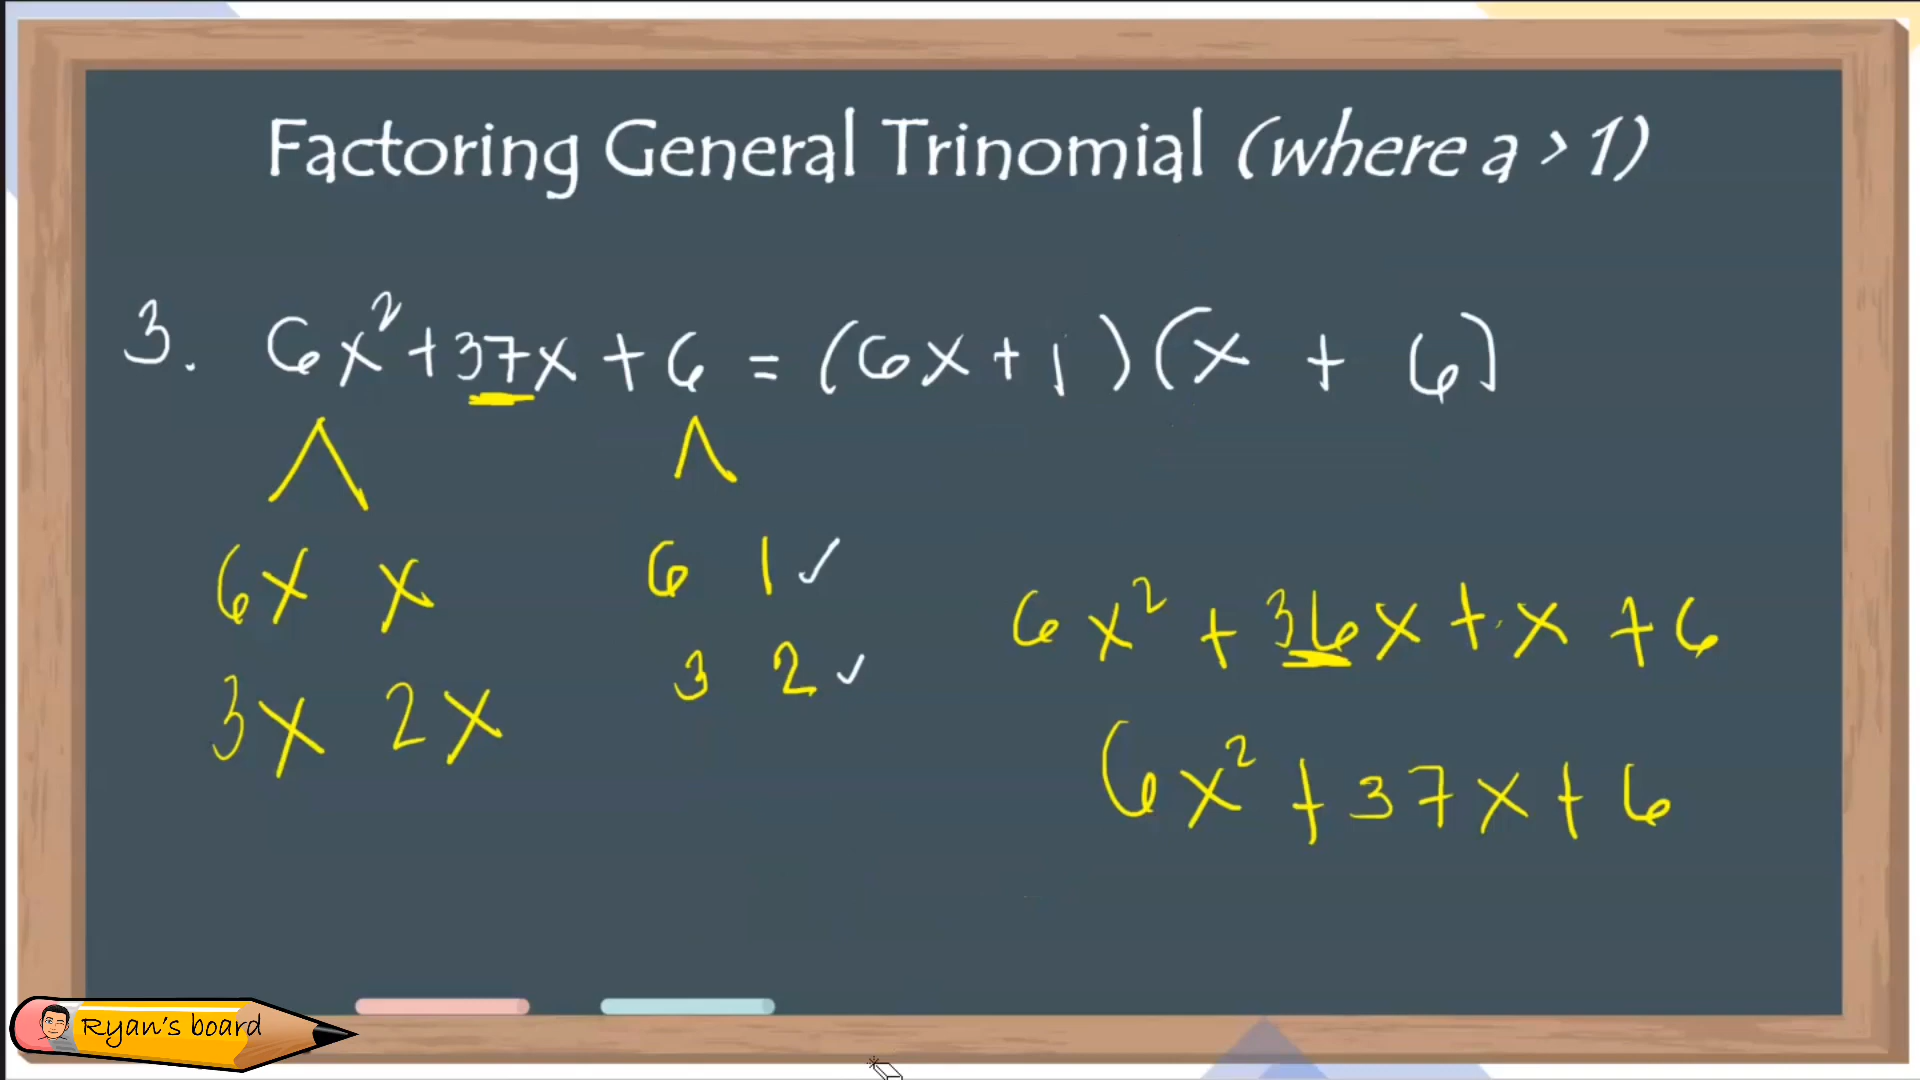 Factoring General Trinomial (where a > 1)
3. 6x² + 37x + 6 = (6x + 1)(x + 6)
6x x 6 1 ✓
6x² + 36x + x + 6
3x 2x 3 2 ✓
6x² + 37x + 6
Ryan's board